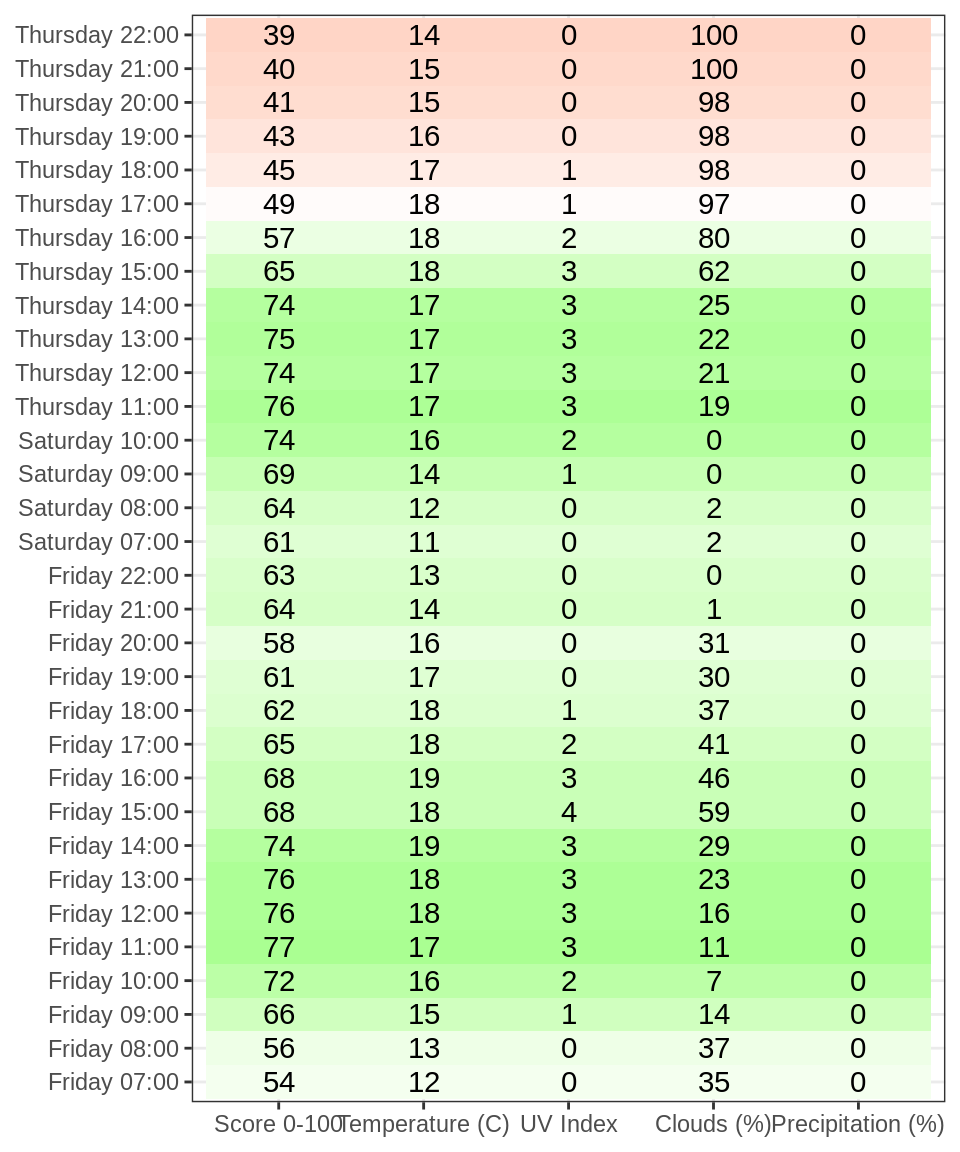 Thursday 22:00 39 14 0 100 0
Thursday 21:00 40 15 0 100 0
Thursday 20:00 41 15 0 98 0
Thursday 19:00 43 16 0 98 0
Thursday 18:00 45 17 1 98 0
Thursday 17:00 49 18 1 97 0
Thursday 16:00 57 18 2 80 0
Thursday 15:00 65 18 3 62 0
Thursday 14:00 74 17 3 25 0
Thursday 13:00 75 17 3 22 0
Thursday 12:00 74 17 3 21 0
Thursday 11:00 76 17 3 19 0
Saturday 10:00 74 16 2 0 0
Saturday 09:00 69 14 1 0 0
Saturday 08:00 64 12 0 2 0
Saturday 07:00 61 11 0 2 0
Friday 22:00 63 13 0 0 0
Friday 21:00 64 14 0 1 0
Friday 20:00 58 16 0 31 0
Friday 19:00 61 17 0 30 0
Friday 18:00 62 18 1 37 0
Friday 17:00 65 18 2 41 0
Friday 16:00 68 19 3 46 0
Friday 15:00 68 18 4 59 0
Friday 14:00 74 19 3 29 0
Friday 13:00 76 18 3 23 0
Friday 12:00 76 18 3 16 0
Friday 11:00 77 17 3 11 0
Friday 10:00 72 16 2 7 0
Friday 09:00 66 15 1 14 0
Friday 08:00 56 13 0 37 0
Friday 07:00 54 12 0 35 0
Score 0-100 Temperature (C) UV Index Clouds (%) Precipitation (%)